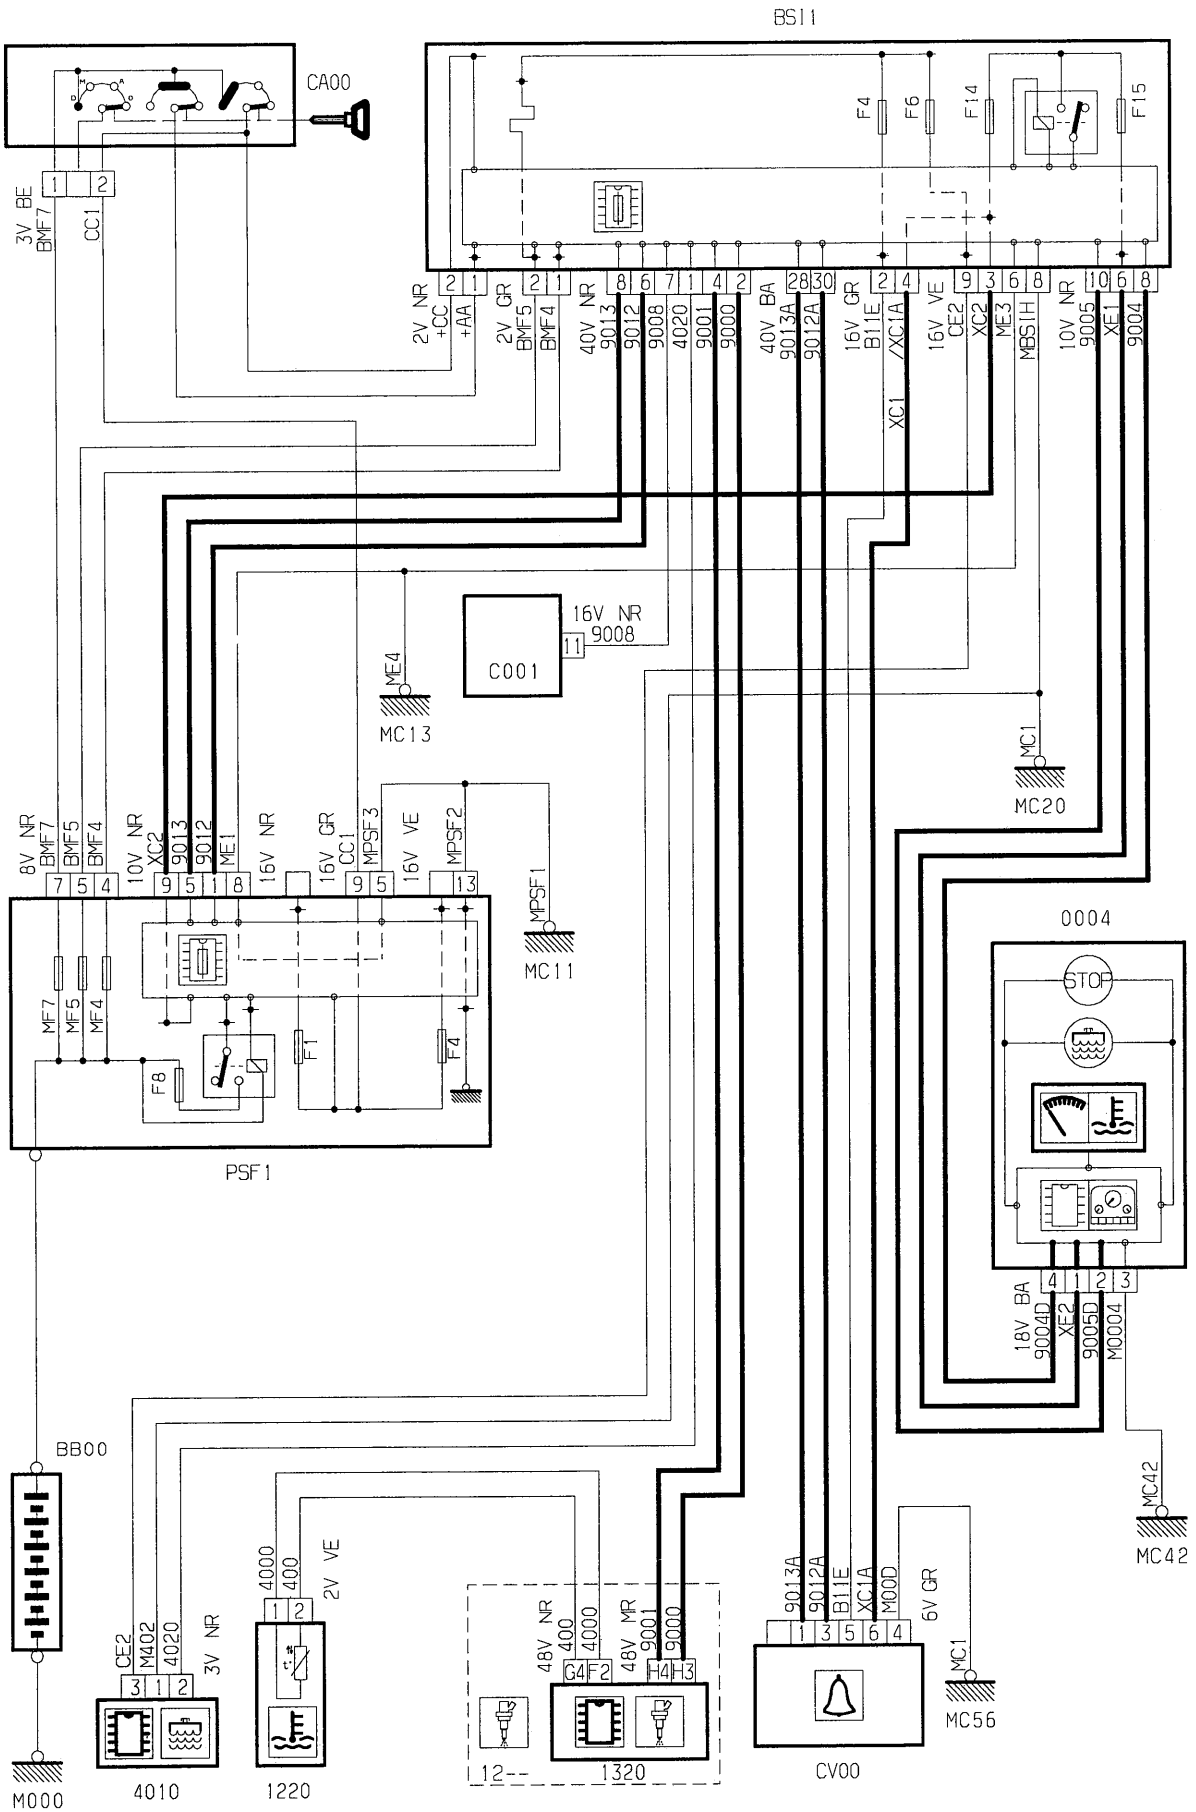 BSI1
CA00
M A
D O
F4
F6
F14
F15
1 2
3V BE
BMF7
CC1
2 1
2 1
8 6 7 1 4 2
28 30
2 4
9 3 6 8
10 6 8
2V NR
+CC
+AA
2V GR
BMF5
BMF4
40V NR
9013
9012
9008
4020
9001
9000
40V BA
9013A
9012A
16V GR
B11E
/XC1A
XC1
16V VE
CE2
XC2
ME3
MBSIH
10V NR
9005
XE1
9004
16V NR
9008
11
C001
ME4
MC13
MC1
MC20
8V NR
BMF7
BMF5
BMF4
10V NR
XC2
9013
9012
ME1
16V NR
16V GR
CC1
MPSF3
16V VE
MPSF2
MPSF1
MC11
7 5 4
9 5 1 8
9 5
13
MF7
MF5
MF4
F8
F1
F4
PSF1
0004
STOP
4 1 2 3
18V BA
9004D
XE2
9005D
M0004
MC42
MC42
BB00
M000
CE2
M402
4020
3V NR
3 1 2
4010
4000
400
2V VE
1 2
t°
1220
48V NR
400
4000
48V MR
9001
9000
G4 F2
H4 H3
12--
1320
9013A
9012A
B11E
XC1A
M00D
6V GR
1 3 5 6 4
CV00
MC1
MC56